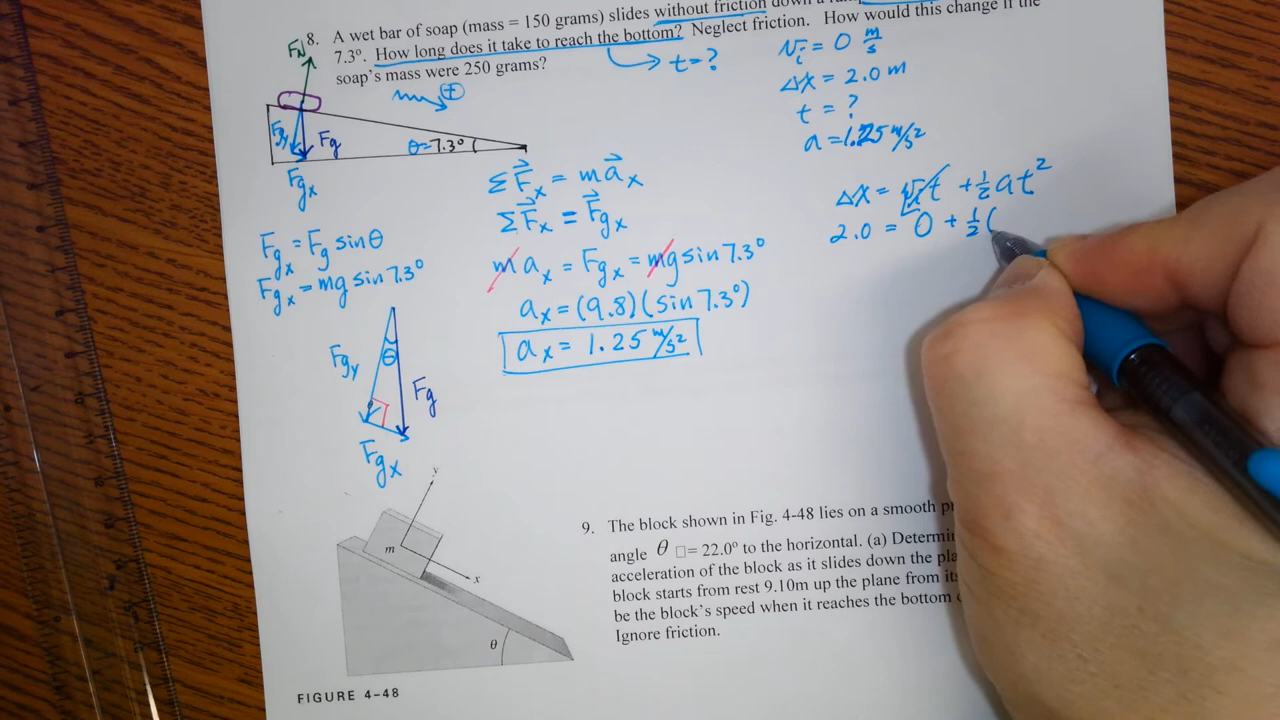 8. A wet bar of soap (mass = 150 grams) slides without friction down a
7.3°. How long does it take to reach the bottom? Neglect friction. How would this change if the
soap's mass were 250 grams?
→ t = ?
FN
Fgy
Fg
Fgx
+
θ = 7.3°
Fgx = Fg sinθ
Fgx = mg sin 7.3°
Fgy
θ
Fg
Fgx
ΣFx = max
ΣFx = Fgx
m ax = Fgx = mg sin 7.3°
ax = (9.8)(sin 7.3°)
ax = 1.25 m/s²
vi = 0 m/s
Δx = 2.0 m
t = ?
a = 1.25 m/s²
Δx = vit + ½at²
2.0 = 0 + ½(
y
m
x
θ
FIGURE 4-48
9. The block shown in Fig. 4-48 lies on a smooth
angle θ □= 22.0° to the horizontal. (a)
acceleration of the block as it slides down the
block starts from rest 9.10m up the plane from
be the block's speed when it reaches the bottom
Ignore friction.